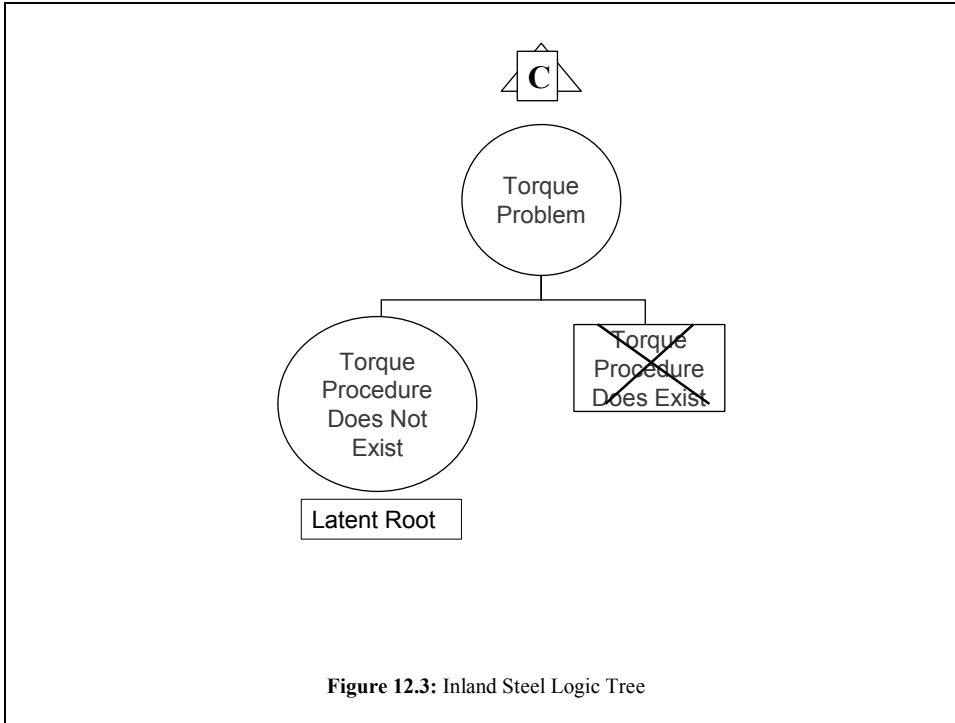 C
Torque
Problem
Torque
Procedure
Does Not
Exist
Torque
Procedure
Does Exist
Latent Root
Figure 12.3: Inland Steel Logic Tree